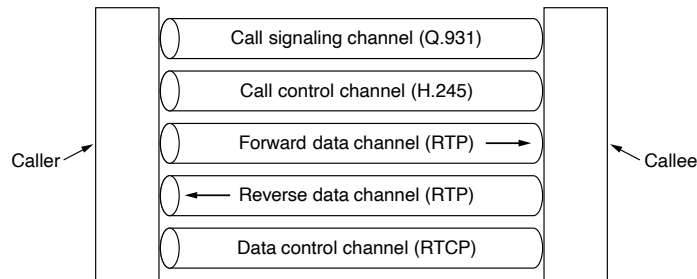 Call signaling channel (Q.931)
Call control channel (H.245)
Forward data channel (RTP)
Caller
Callee
Reverse data channel (RTP)
Data control channel (RTCP)